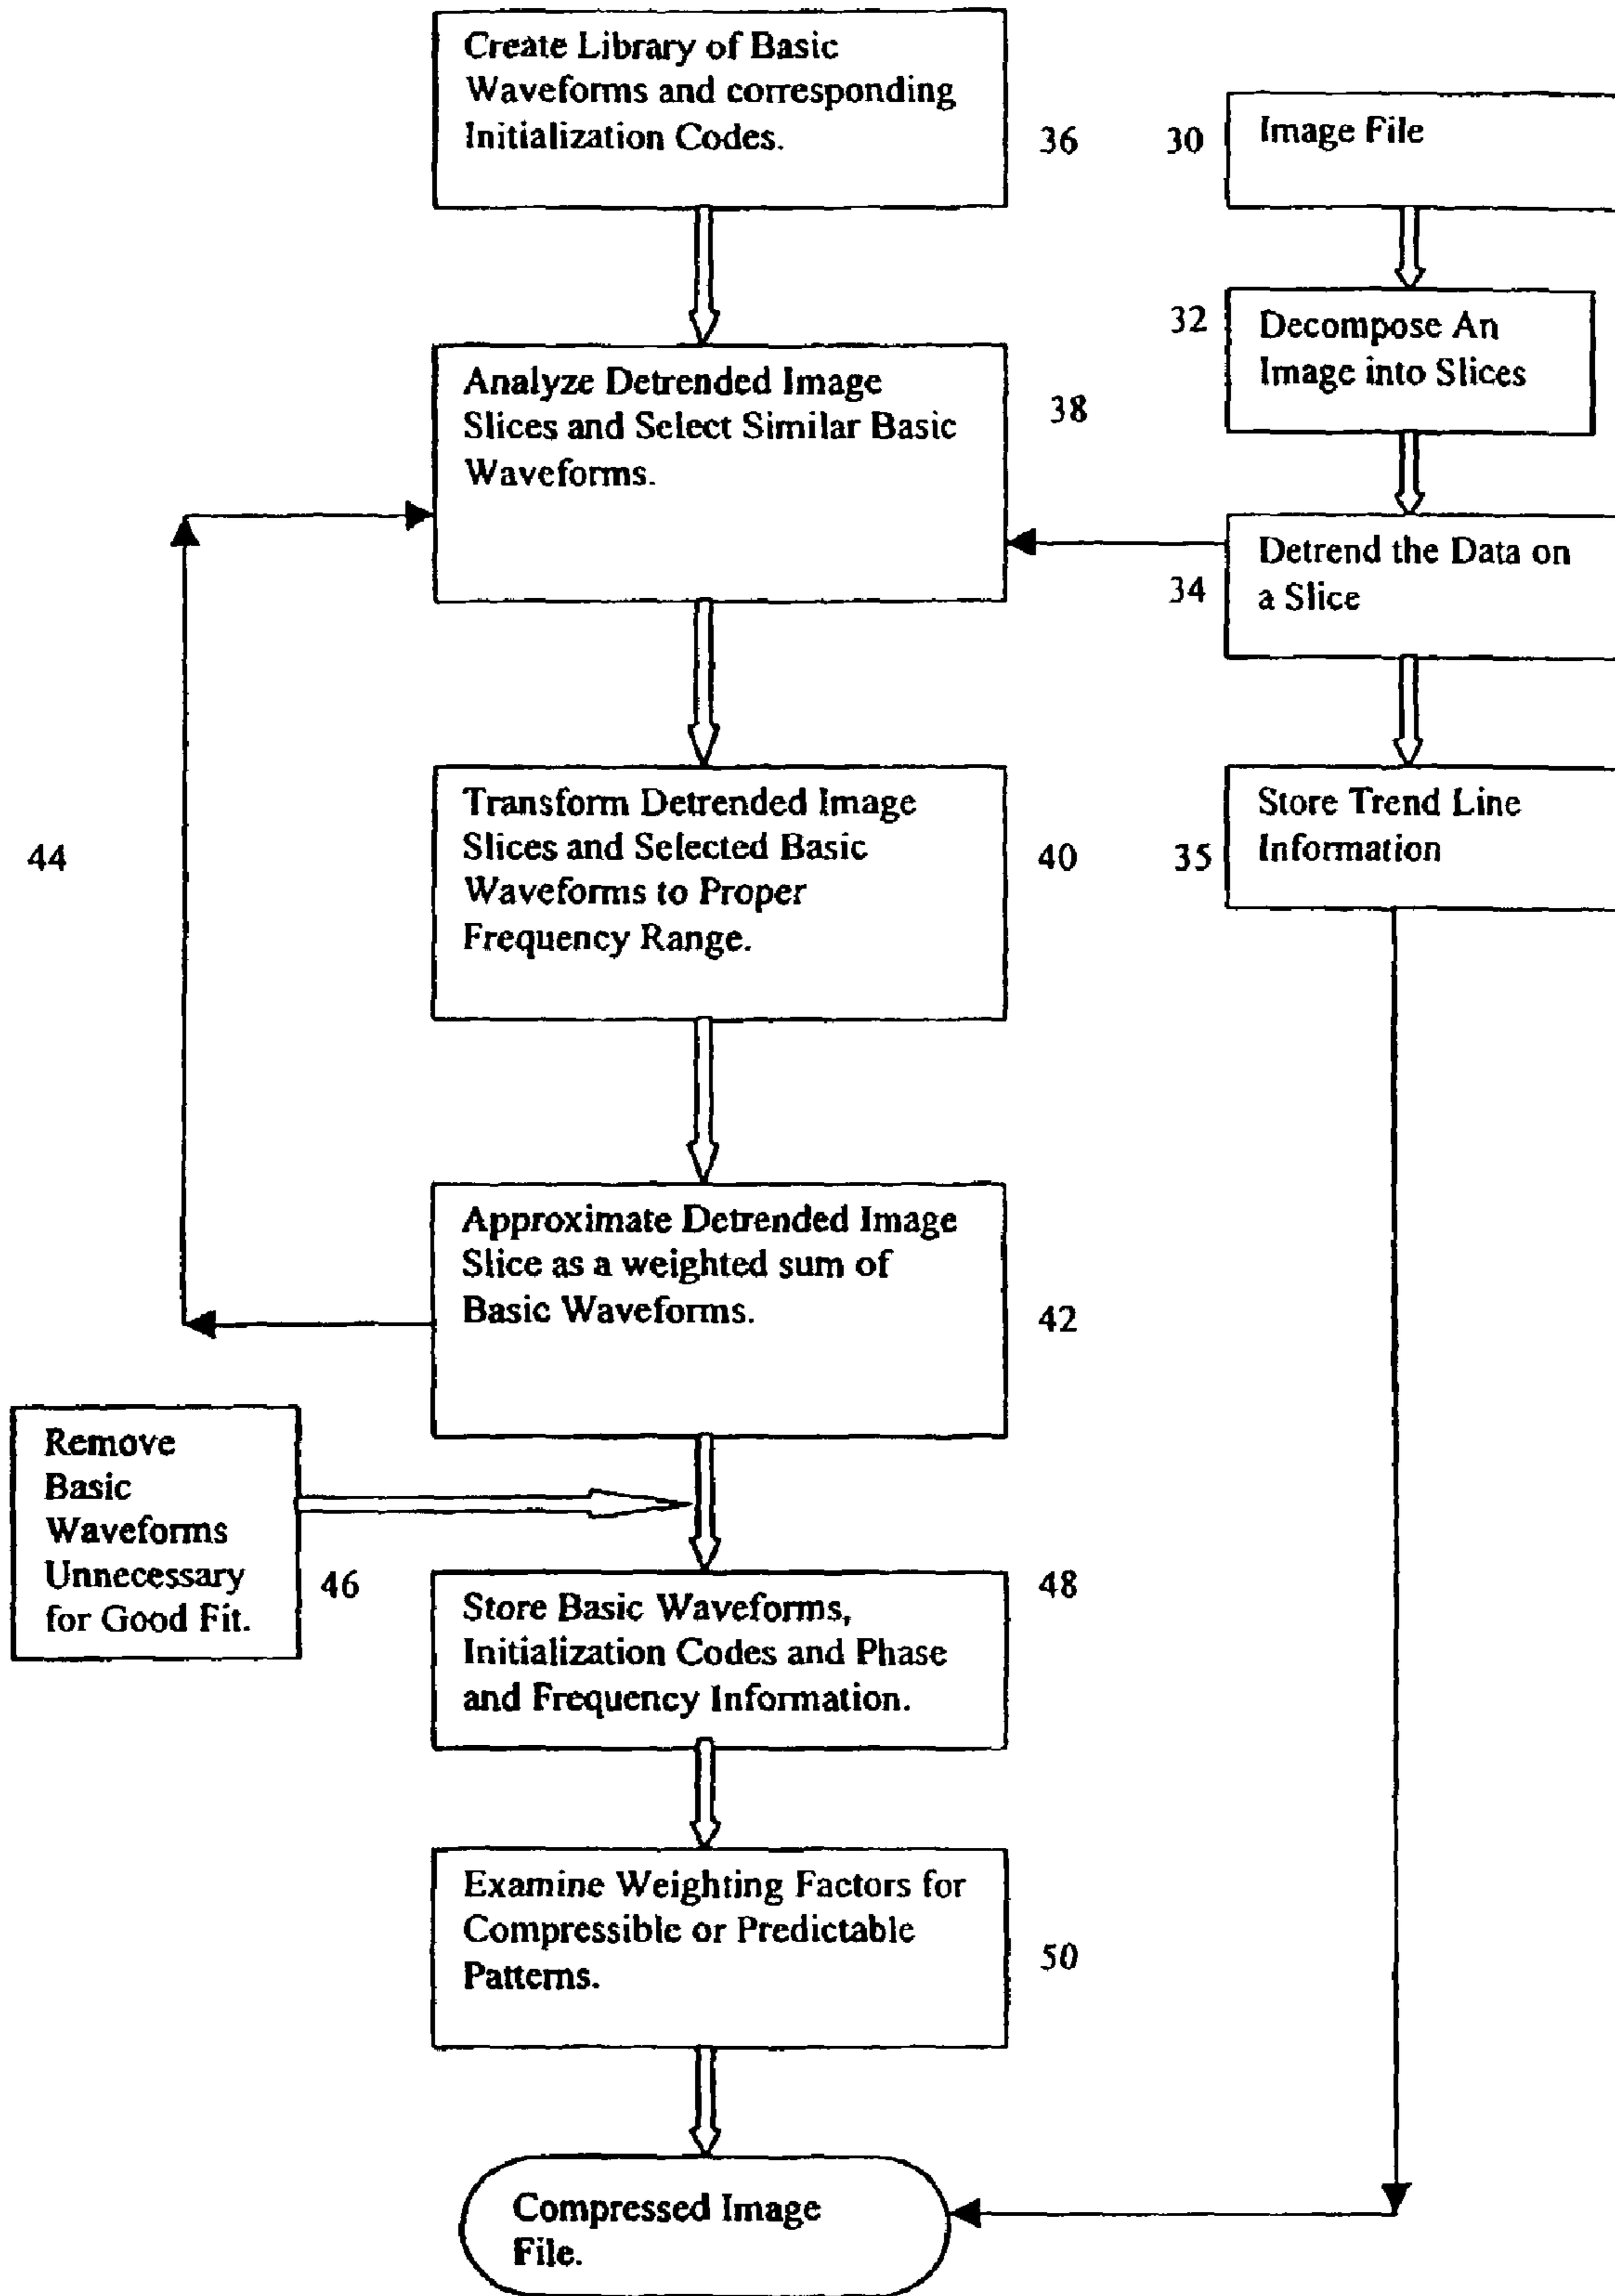 Create Library of Basic
Waveforms and corresponding
Initialization Codes.
36
30
Image File
32
Decompose An
Image into Slices
Analyze Detrended Image
Slices and Select Similar Basic
Waveforms.
38
34
Detrend the Data on
a Slice
44
Transform Detrended Image
Slices and Selected Basic
Waveforms to Proper
Frequency Range.
40
35
Store Trend Line
Information
Approximate Detrended Image
Slice as a weighted sum of
Basic Waveforms.
42
Remove
Basic
Waveforms
Unnecessary
for Good Fit.
46
Store Basic Waveforms,
Initialization Codes and Phase
and Frequency Information.
48
Examine Weighting Factors for
Compressible or Predictable
Patterns.
50
Compressed Image
File.